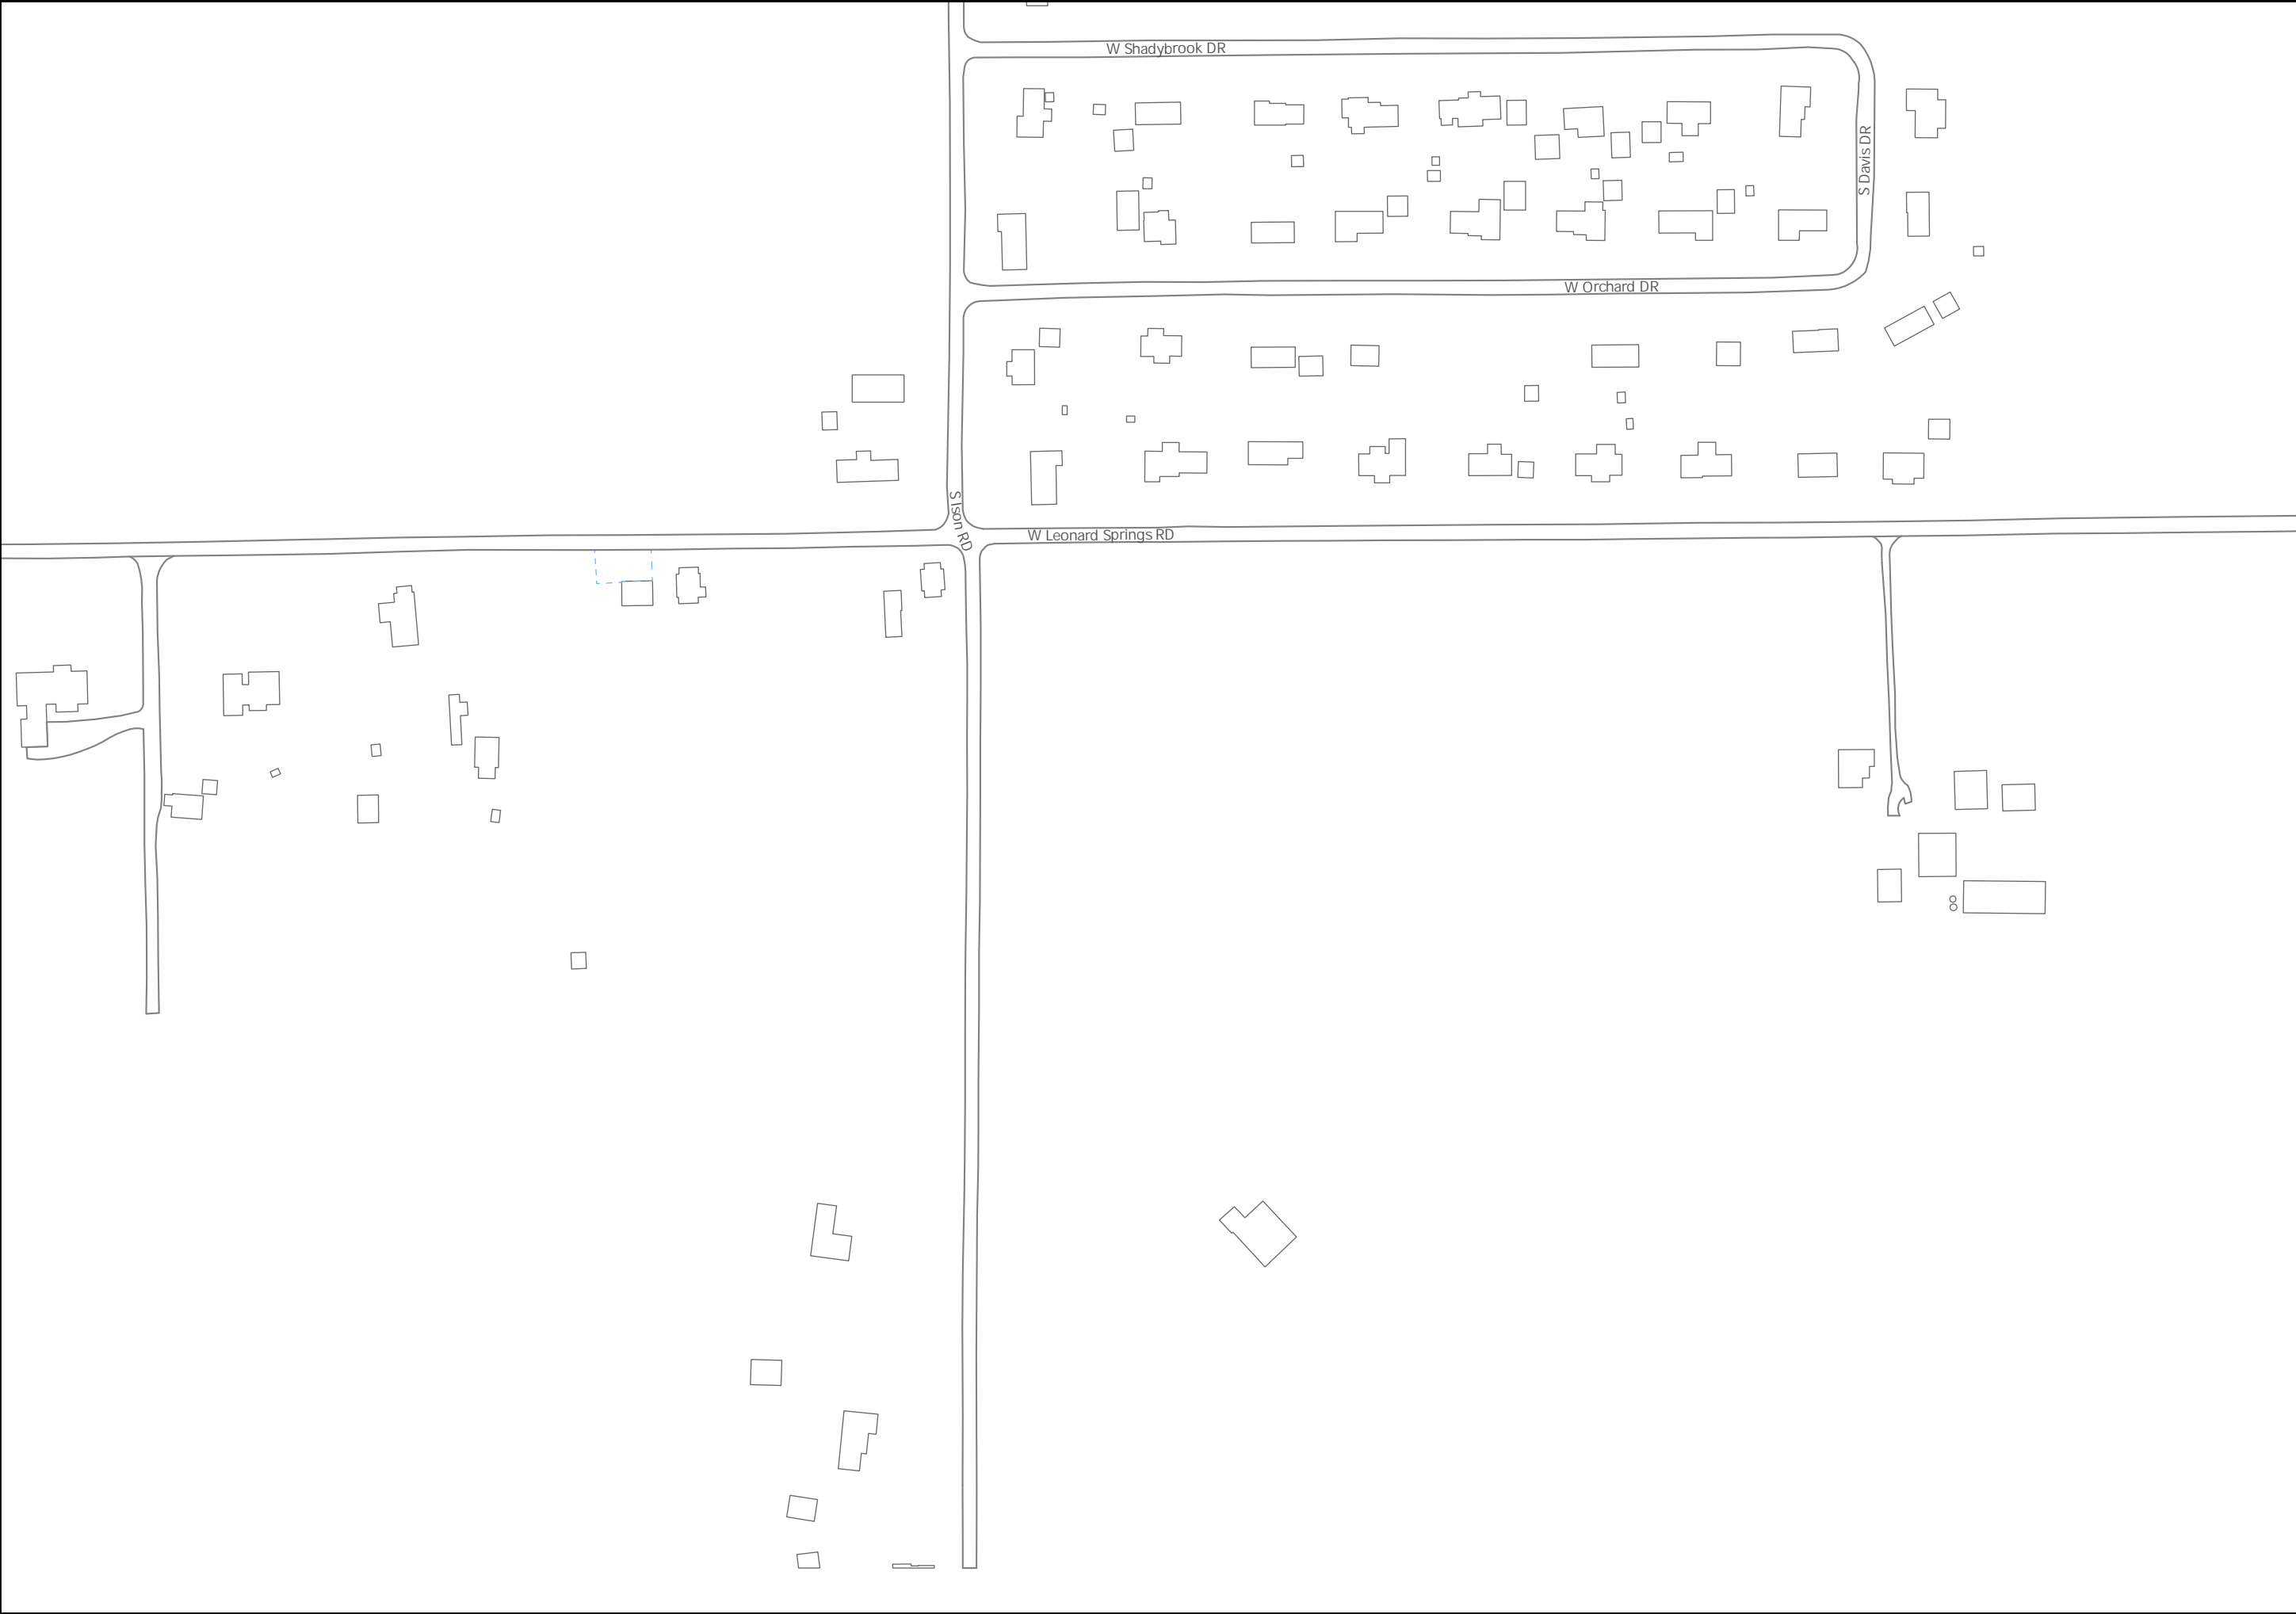 W Shadybrook DR
S Davis DR
W Orchard DR
S Ison RD
W Leonard Springs RD